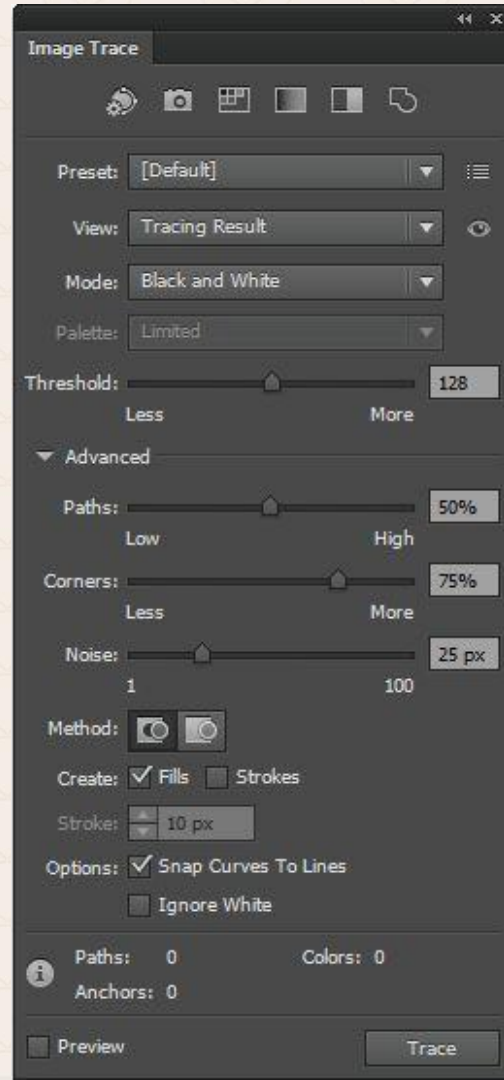 Image Trace
Preset: [Default]
View: Tracing Result
Mode: Black and White
Palette: Limited
Threshold: 128
Less More
Advanced
Paths: 50%
Low High
Corners: 75%
Less More
Noise: 25 px
1 100
Method:
Create: Fills Strokes
Stroke: 10 px
Options: Snap Curves To Lines
Ignore White
Paths: 0 Colors: 0
Anchors: 0
Preview Trace